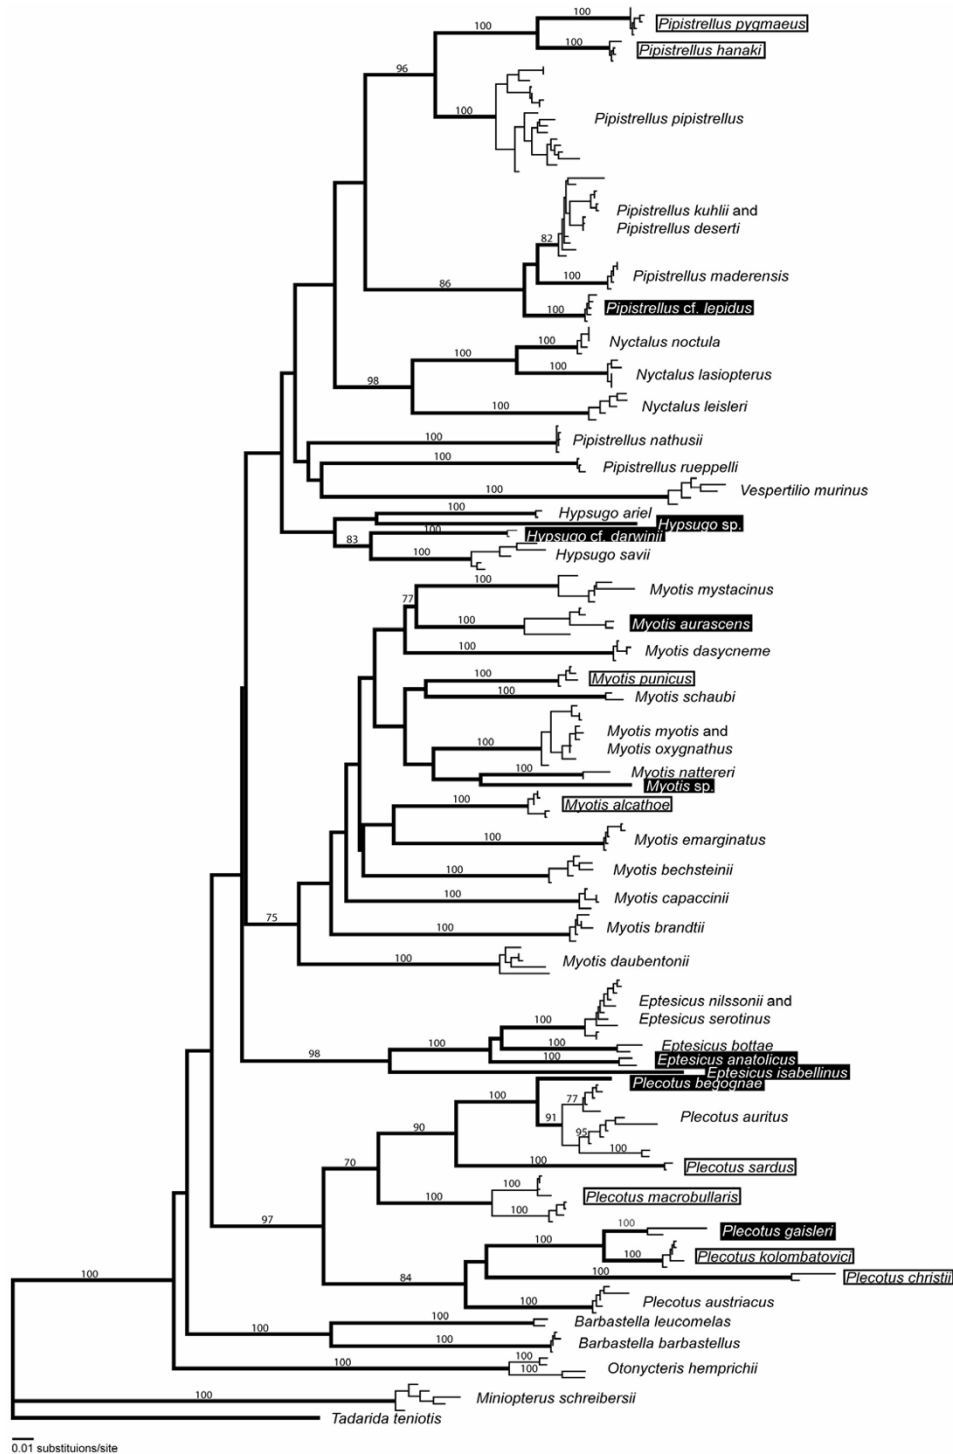 100
Pipistrellus pygmaeus
100
100
Pipistrellus hanaki
96
100
Pipistrellus pipistrellus
Pipistrellus kuhlii and
Pipistrellus deserti
82
Pipistrellus maderensis
100
86
Pipistrellus cf. lepidus
100
Nyctalus noctula
100
100
Nyctalus lasiopterus
100
98
Nyctalus leisleri
100
Pipistrellus nathusii
100
Pipistrellus rueppelli
100
Vespertilio murinus
100
Hypsugo ariel
Hypsugo sp.
100
Hypsugo cf. darwinii
83
Hypsugo savii
100
100
Myotis mystacinus
77
Myotis aurascens
100
Myotis dasycneme
100
Myotis punicus
100
Myotis schaubi
100
Myotis myotis and
Myotis oxygnathus
100
Myotis nattereri
100
Myotis sp.
Myotis alcathoe
100
Myotis emarginatus
100
Myotis bechsteinii
100
Myotis capaccinii
100
75
Myotis brandtii
100
Myotis daubentonii
100
Eptesicus nilssonii and
Eptesicus serotinus
100
Eptesicus bottae
100
100
98
Eptesicus anatolicus
100
Eptesicus isabellinus
Plecotus begognae
100
77
Plecotus auritus
91
95
90
100
Plecotus sardus
100
70
100
Plecotus macrobullaris
100
100
97
100
Plecotus gaisleri
100
Plecotus kolombatovici
100
Plecotus christii
100
84
Plecotus austriacus
100
100
Barbastella leucomelas
100
100
Barbastella barbastellus
100
100
Otonycteris hemprichii
100
100
Miniopterus schreibersii
100
Tadarida teniotis
0.01 substituions/site